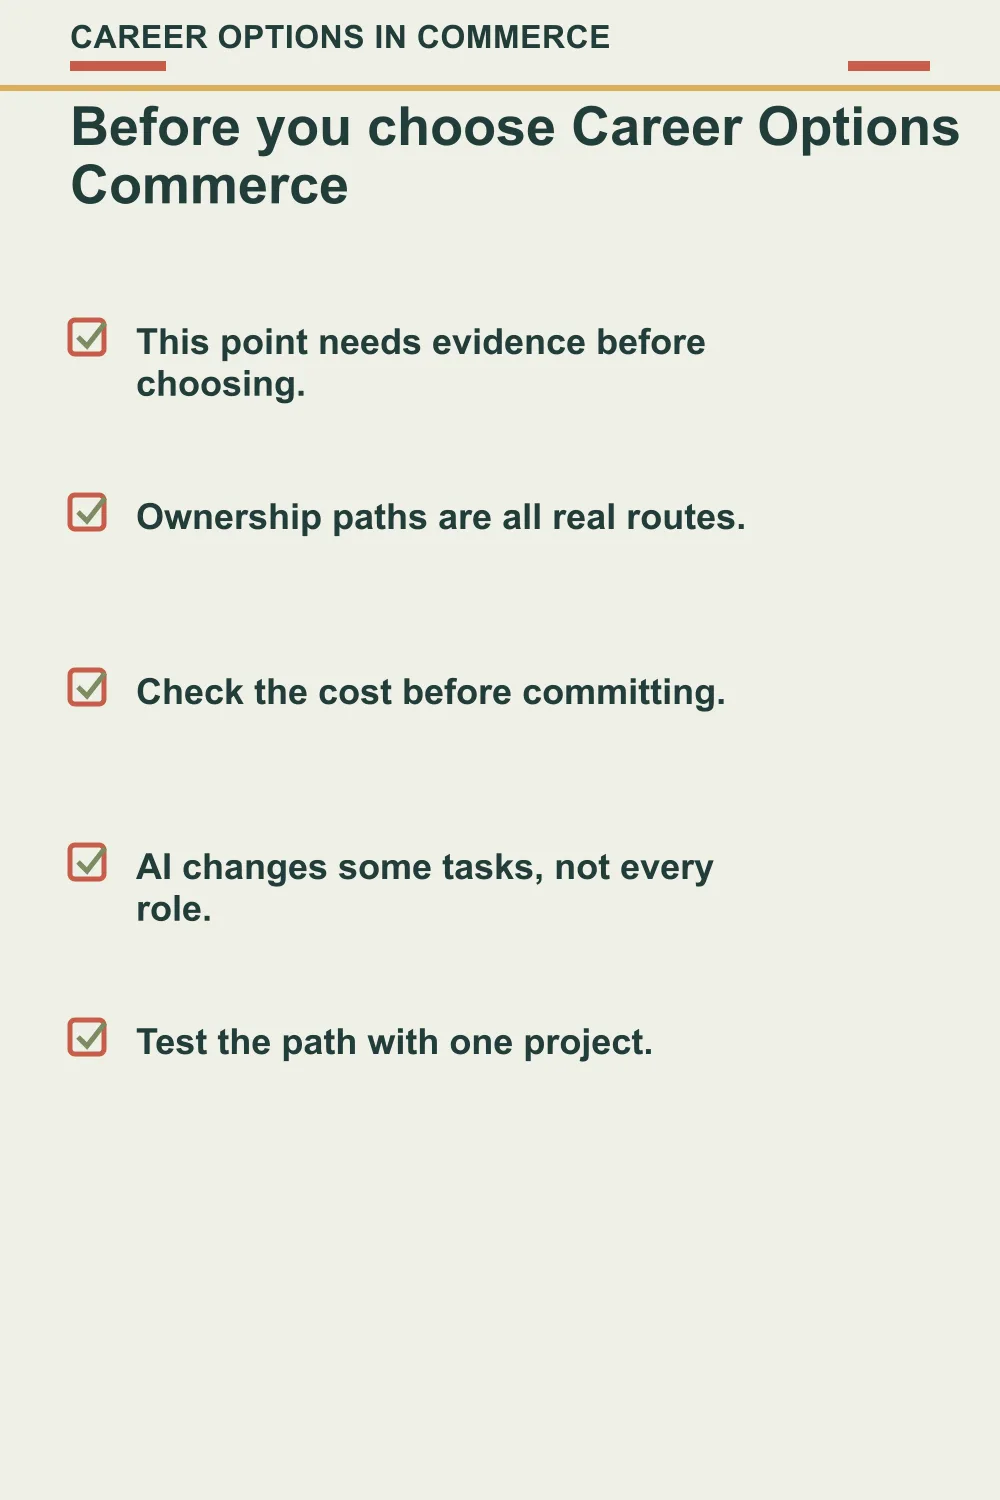 CAREER OPTIONS IN COMMERCE
Before you choose Career Options
Commerce
This point needs evidence before
choosing.
Ownership paths are all real routes.
Check the cost before committing.
AI changes some tasks, not every
role.
Test the path with one project.